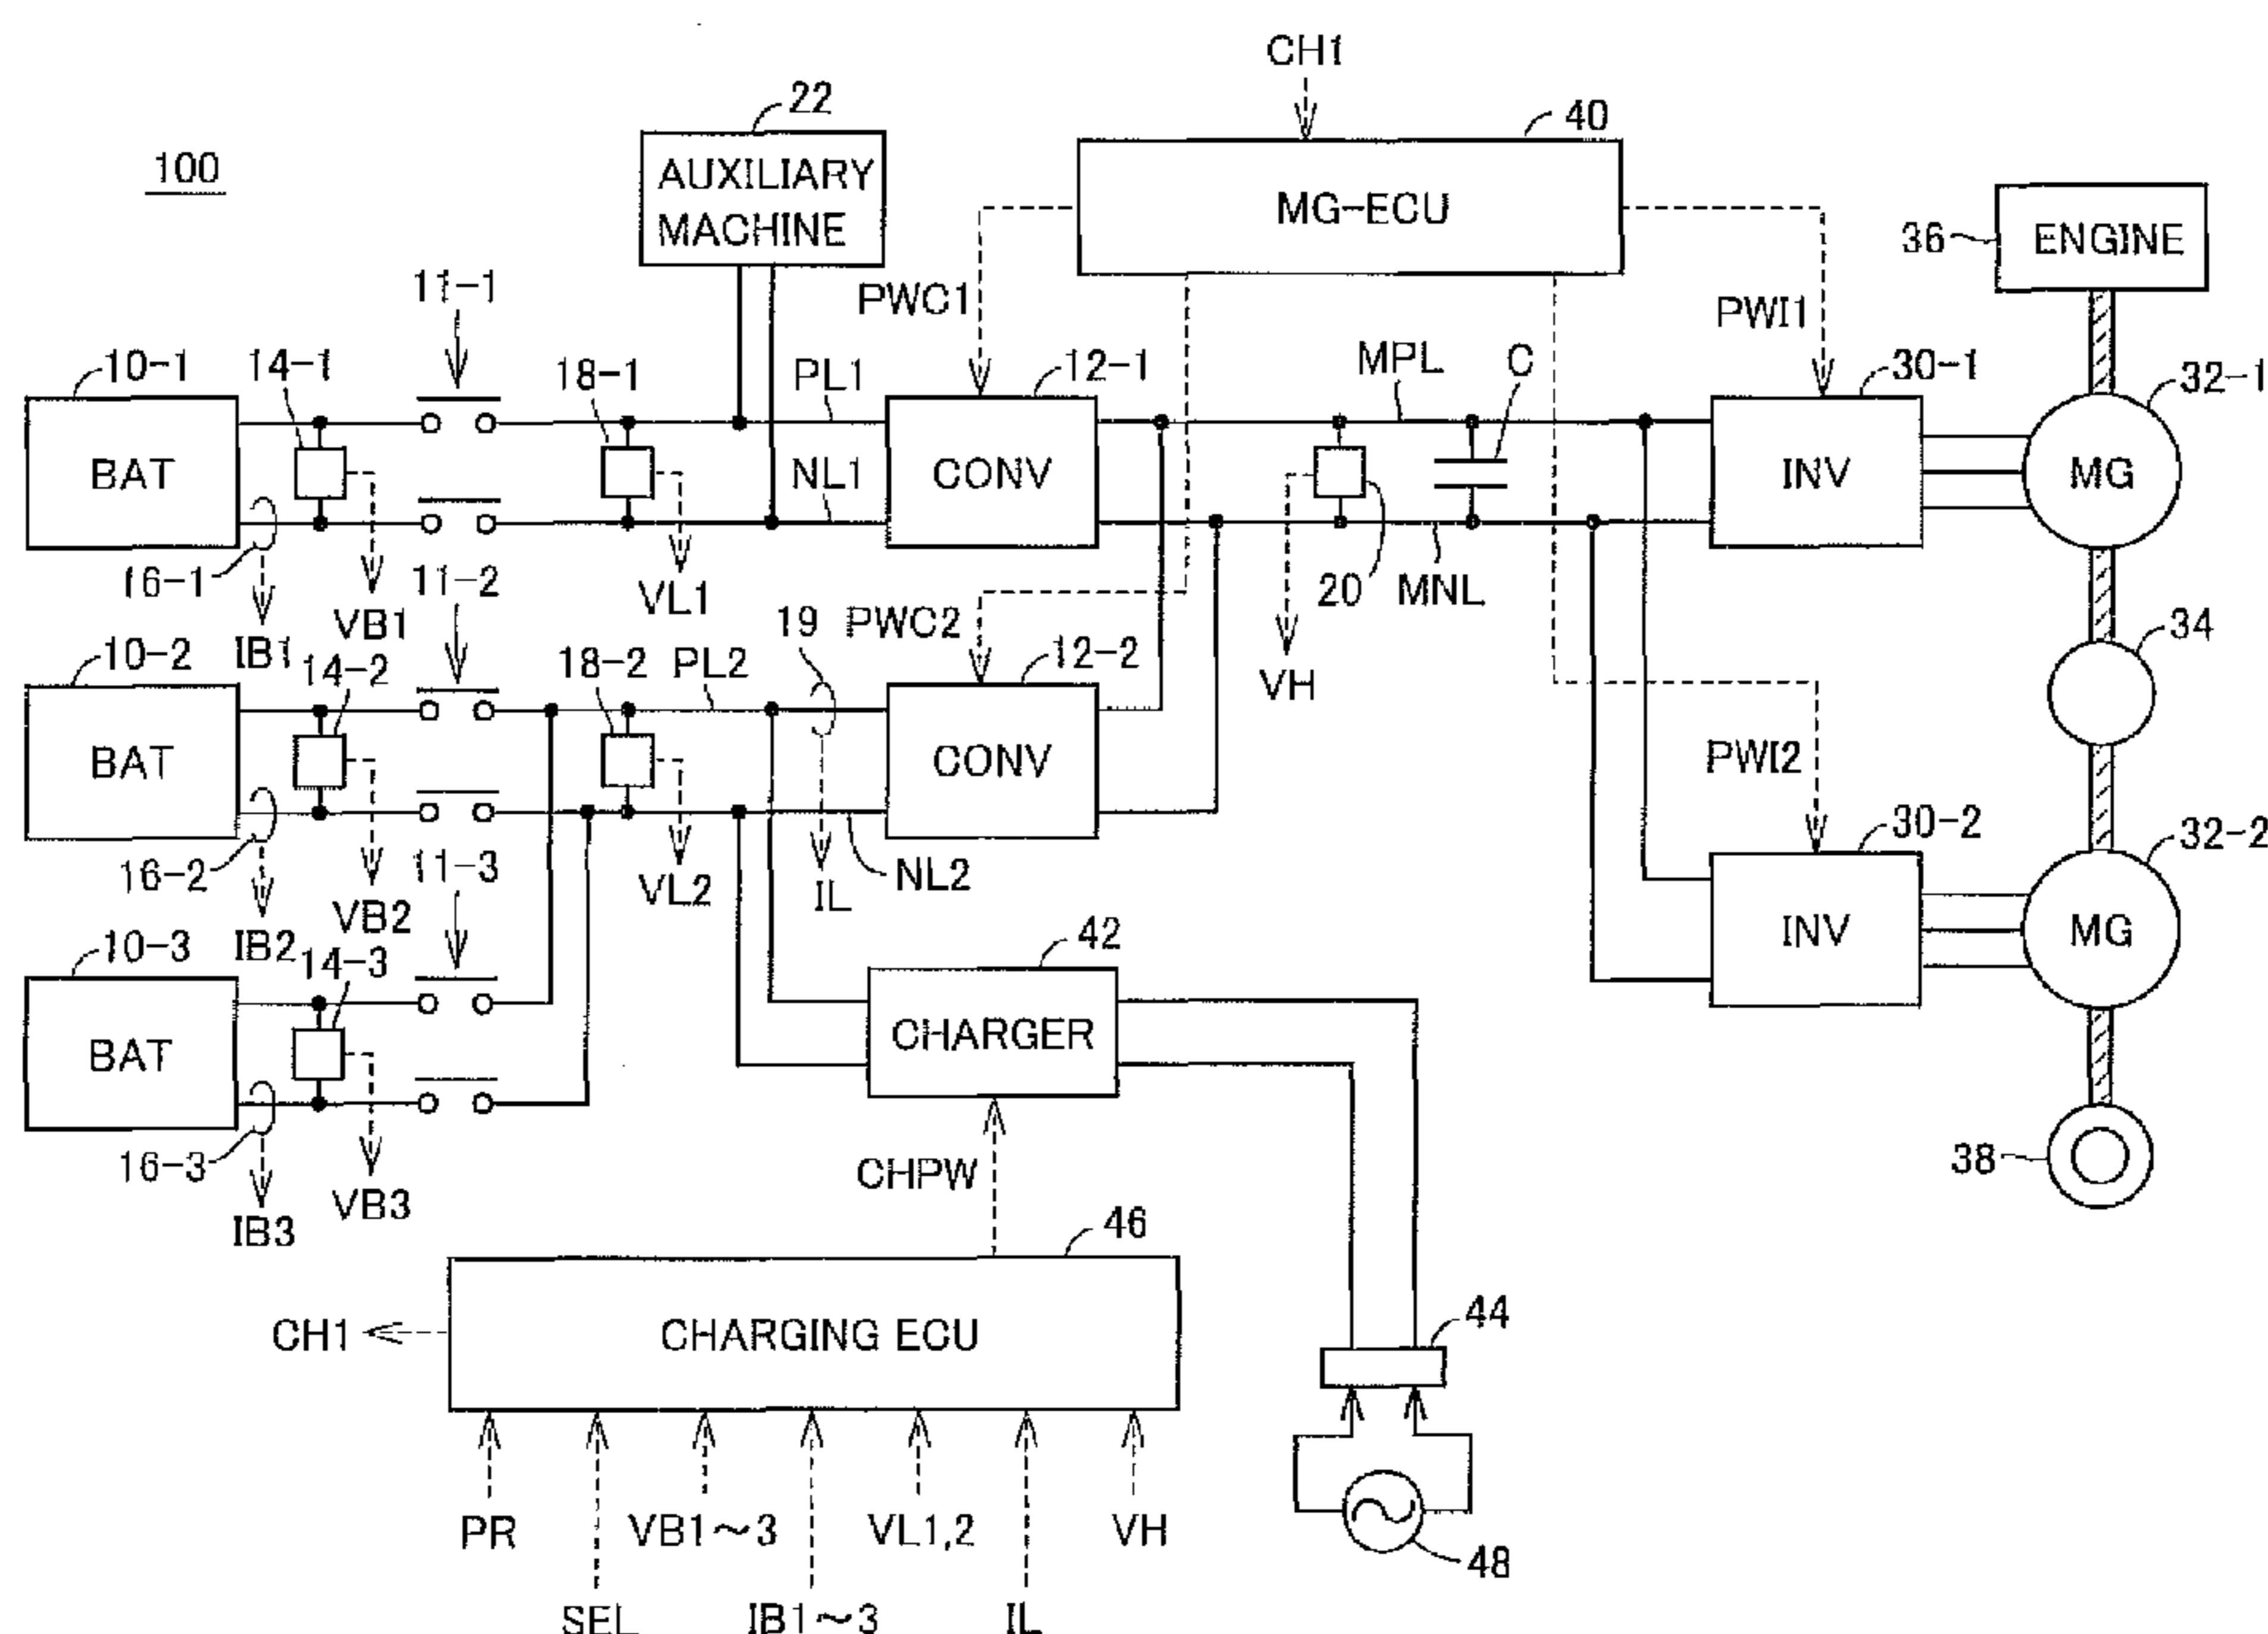 CH1
22
40
100
AUXILIARY
MACHINE
MG-ECU
36
ENGINE
11-1
PWC1
PWI1
10-1
14-1
18-1
PL1
12-1
MPL
C
30-1
32-1
BAT
NL1
CONV
INV
MG
16-1
11-2
VL1
20
MNL
IB1
VB1
19
PWC2
34
10-2
14-2
18-2
PL2
12-2
VH
BAT
CONV
PWI2
16-2
11-3
VL2
IL
NL2
30-2
32-2
VB2
IB2
10-3
14-3
42
INV
MG
BAT
CHARGER
16-3
VB3
CHPW
38
IB3
46
CH1
CHARGING ECU
44
PR
VB1~3
VL1,2
VH
48
SEL
IB1~3
IL